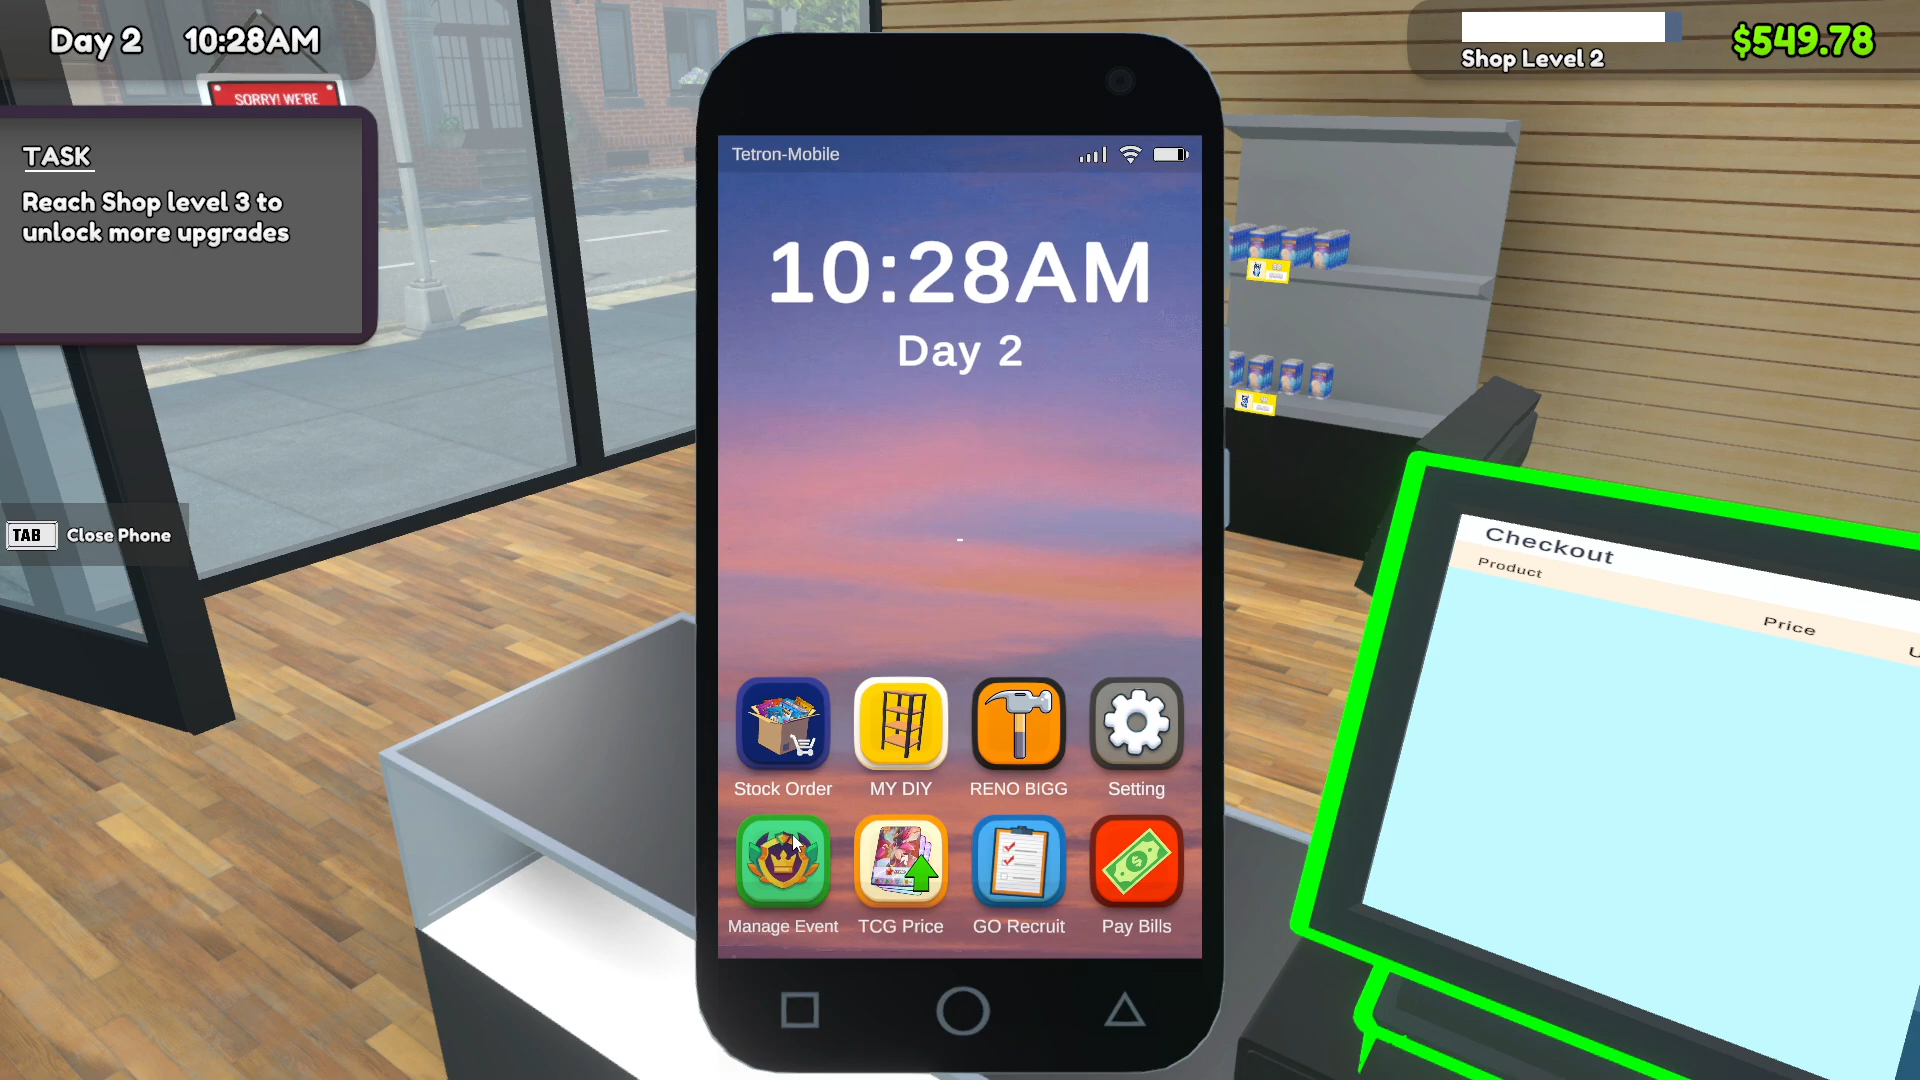 Day 2
10:28AM
SORRY! WE'RE
Shop Level 2
$549.78
TASK
Reach Shop level 3 to
unlock more upgrades
TAB
Close Phone
Tetron-Mobile
10:28AM
Day 2
Stock Order
MY DIY
RENO BIGG
Setting
Manage Event
TCG Price
GO Recruit
Pay Bills
Checkout
Product
Price
U